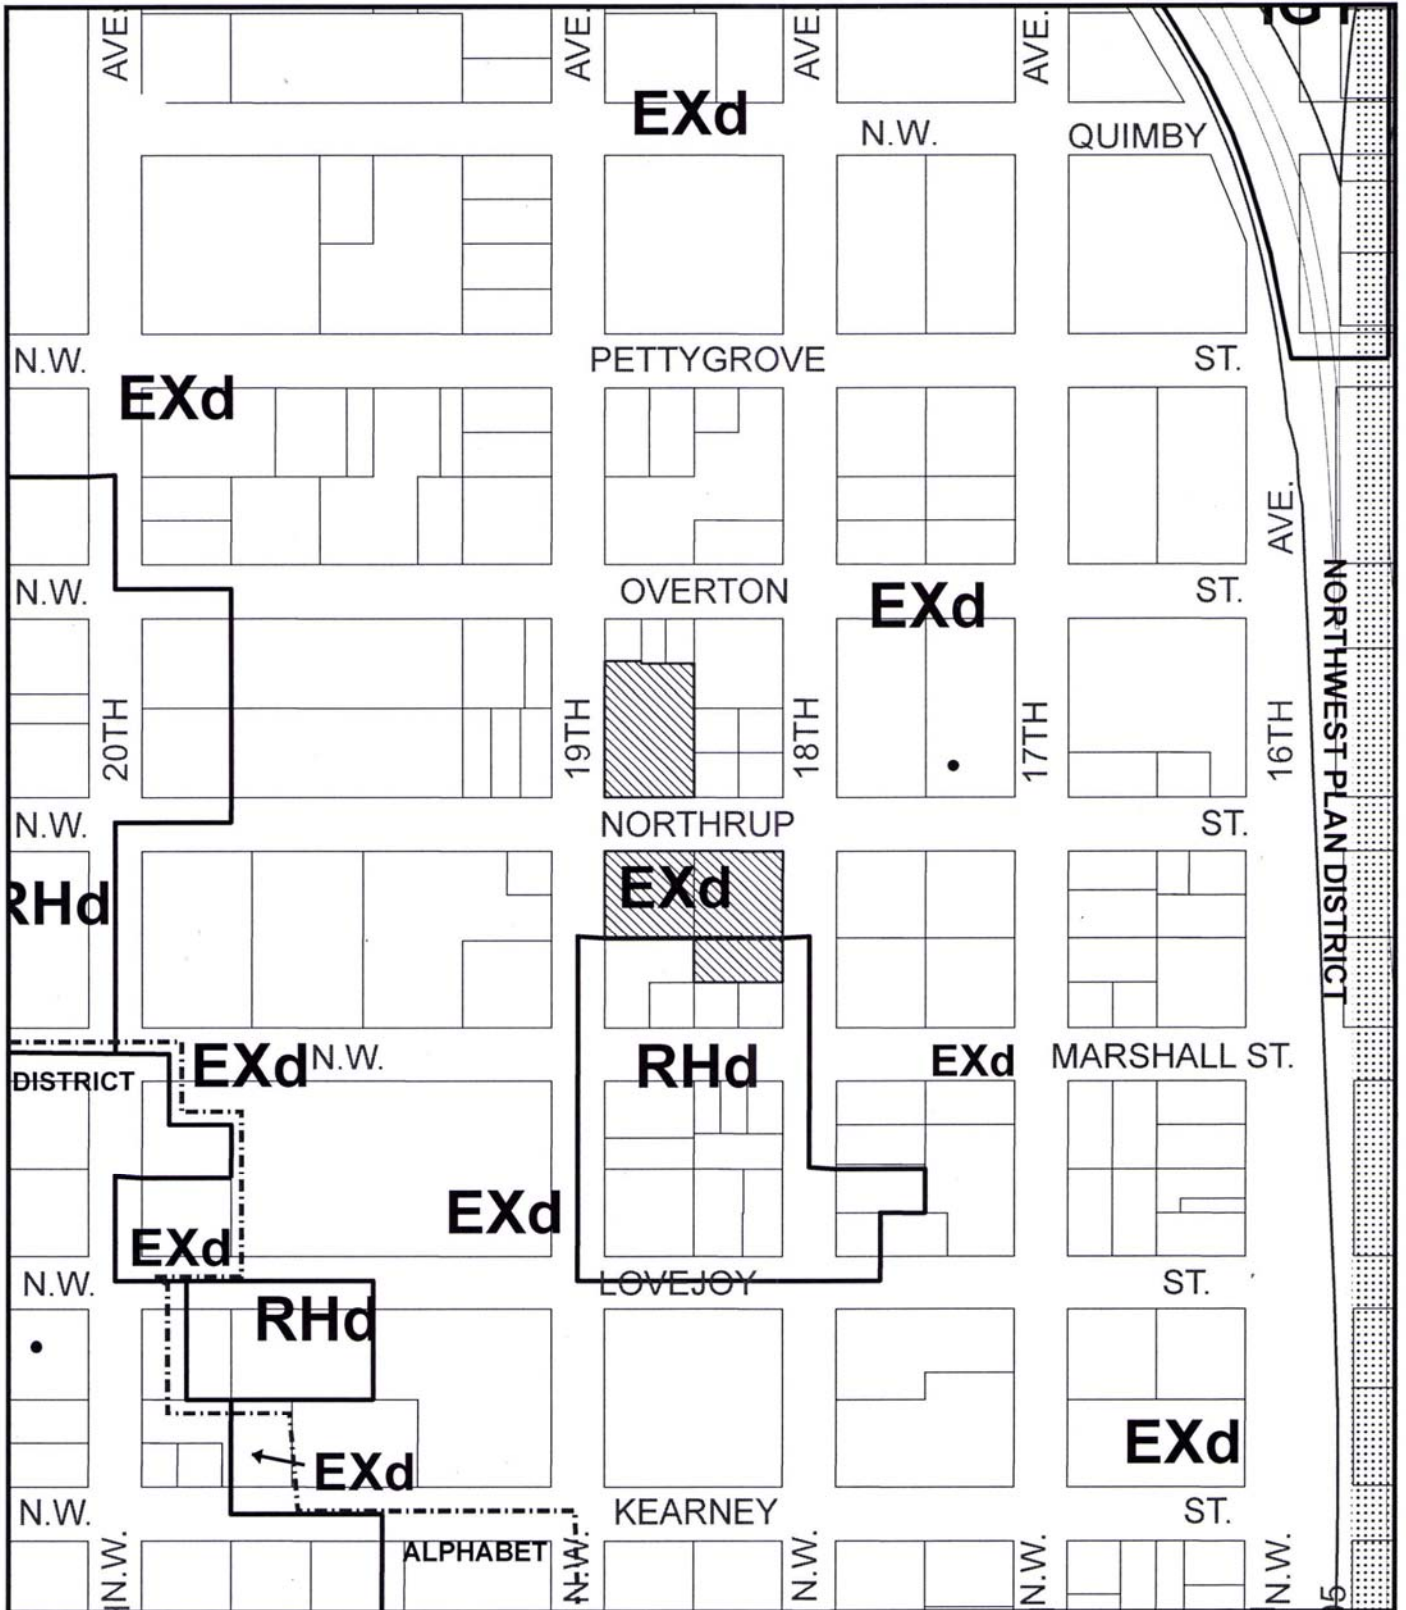 AVE.
AVE.
AVE.
AVE.
EXd
N.W.
QUIMBY
N.W.
PETTYGROVE
ST.
EXd
AVE.
N.W.
OVERTON
ST.
EXd
20TH
19TH
18TH
17TH
16TH
NORTHWEST PLAN DISTRICT
N.W.
NORTHRUP
ST.
RHd
EXd
EXd
N.W.
RHd
EXd
MARSHALL ST.
DISTRICT
EXd
EXd
N.W.
LOVEJOY
ST.
RHd
EXd
EXd
N.W.
KEARNEY
ST.
N.W.
ALPHABET
N.W.
N.W.
N.W.
N.W.